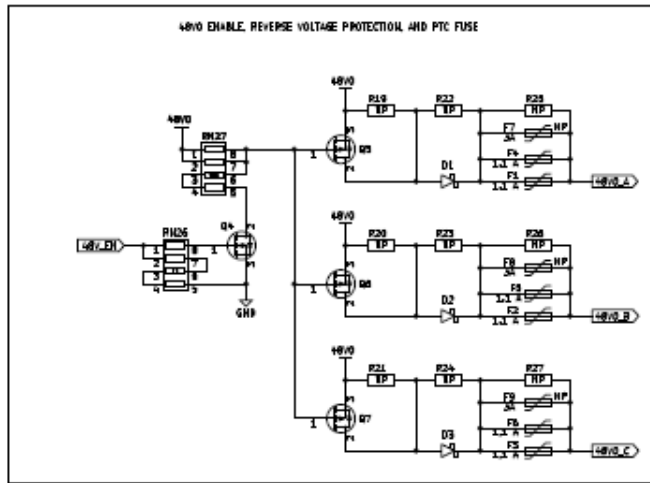 48V0 ENABLE, REVERSE VOLTAGE PROTECTION, AND PTC FUSE
48V0
R19
NP
R22
NP
R25
NP
F7
3A
NP
F4
1.1 A
F1
1.1 A
D1
48V0_A
1
Q5
48V0
RN27
1
2
3
4
8
7
6
5
Q4
1
GND
48V_EN
RN26
1
2
3
4
8
7
6
5
48V0
R20
NP
R23
NP
R26
NP
F8
3A
NP
F5
1.1 A
F2
1.1 A
D2
48V0_B
1
Q6
48V0
R21
NP
R24
NP
R27
NP
F9
3A
NP
F6
1.1 A
F3
1.1 A
D3
48V0_C
1
Q7